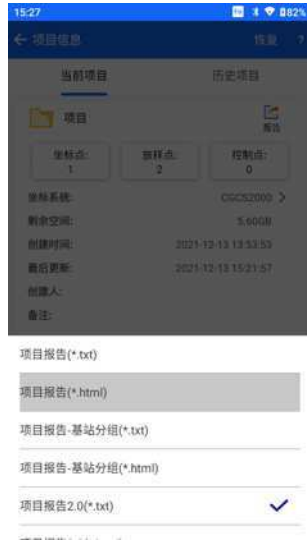 15:27 82%
项目信息 恢复 ?
当前项目 历史项目
项目 报告
坐标点: 放样点: 控制点:
1 2 0
坐标系统: CGCS2000
剩余空间: 5.60GB
创建时间: 2021-12-13 13:53:53
最后更新: 2021-12-13 15:21:57
创建人:
备注:
项目报告(*.txt)
项目报告(*.html)
项目报告-基站分组(*.txt)
项目报告-基站分组(*.html)
项目报告2.0(*.txt)